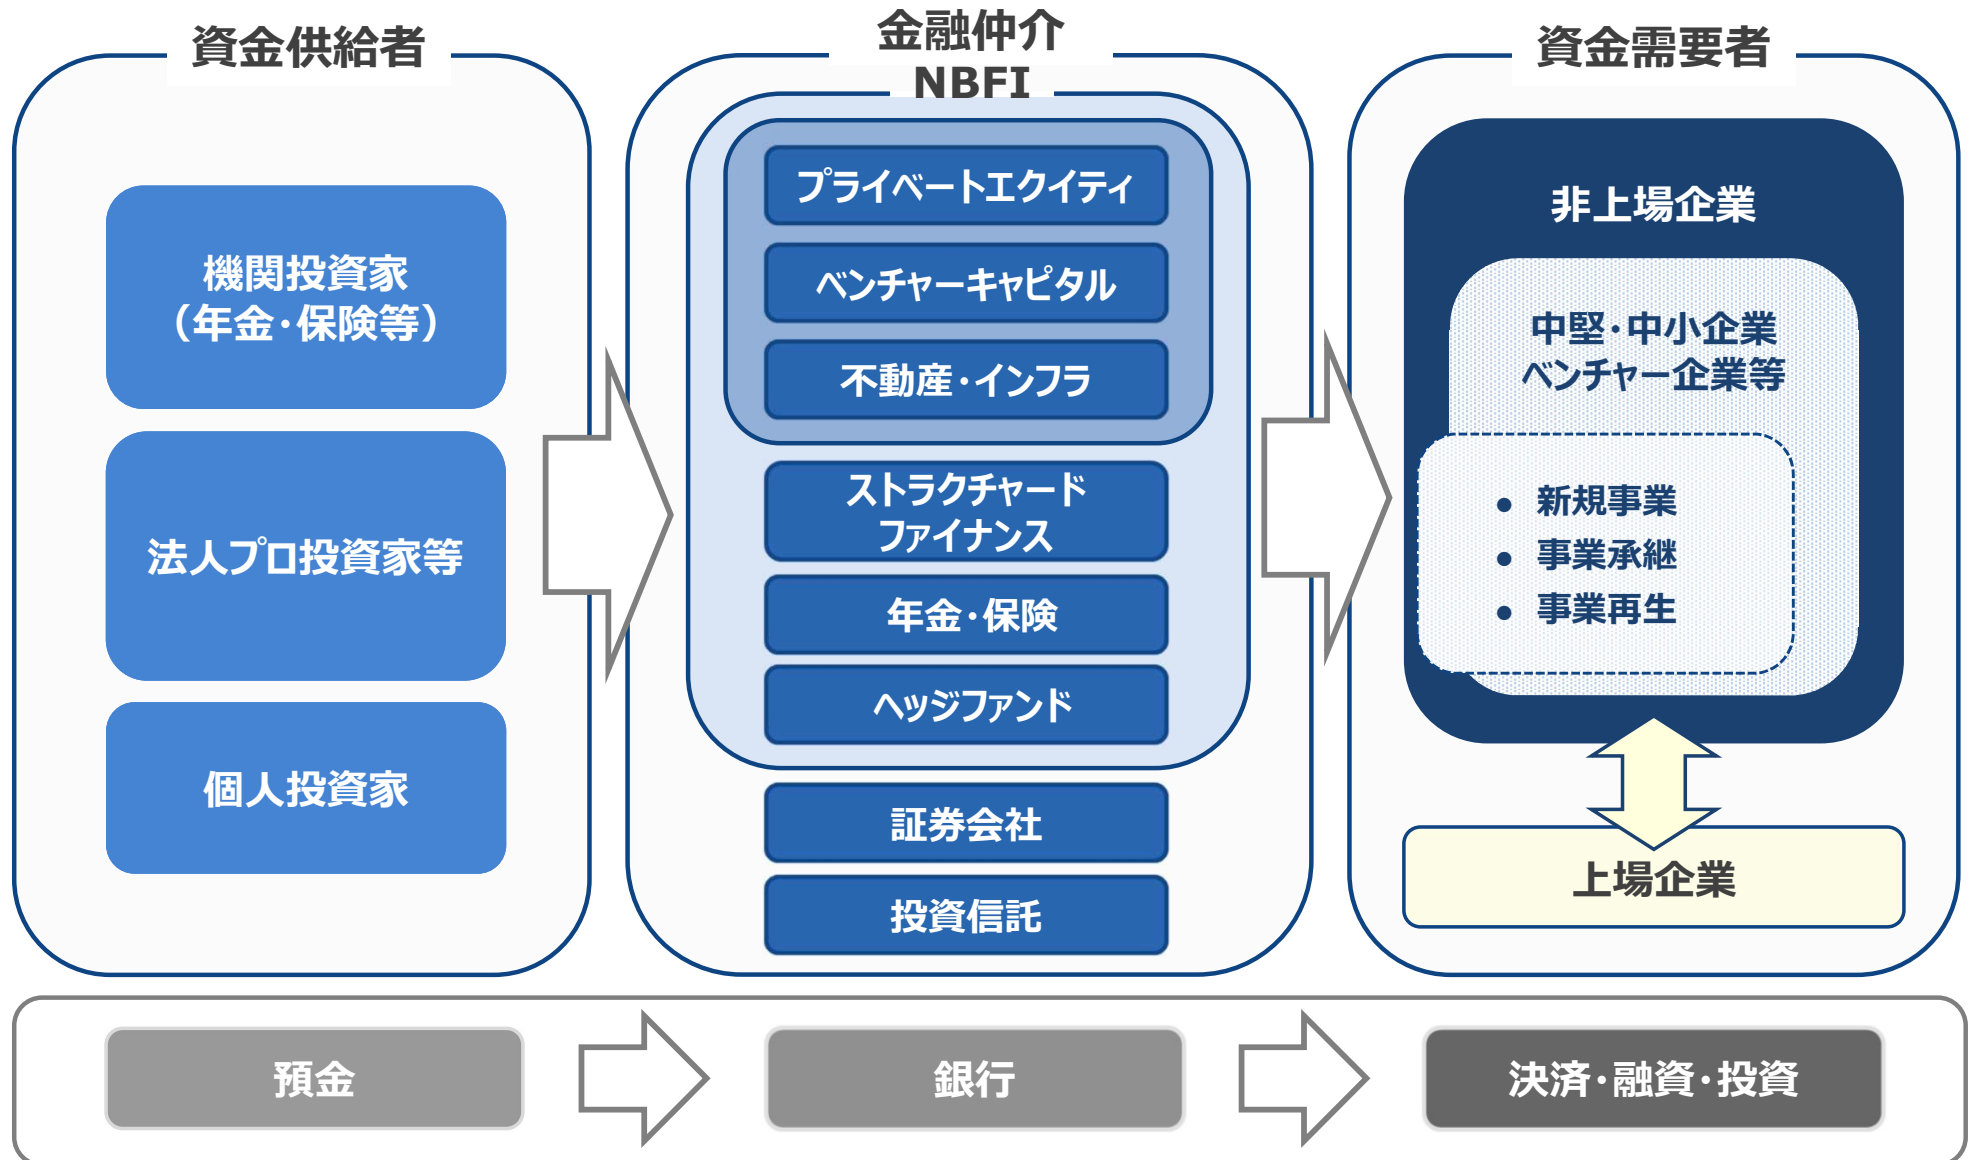 資金供給者
機関投資家
（年金・保険等）
法人プロ投資家等
個人投資家
金融仲介
NBFI
プライベートエクイティ
ベンチャーキャピタル
不動産・インフラ
ストラクチャード
ファイナンス
年金・保険
ヘッジファンド
証券会社
投資信託
資金需要者
非上場企業
中堅・中小企業
ベンチャー企業等
● 新規事業
● 事業承継
● 事業再生
上場企業
預金
銀行
決済・融資・投資